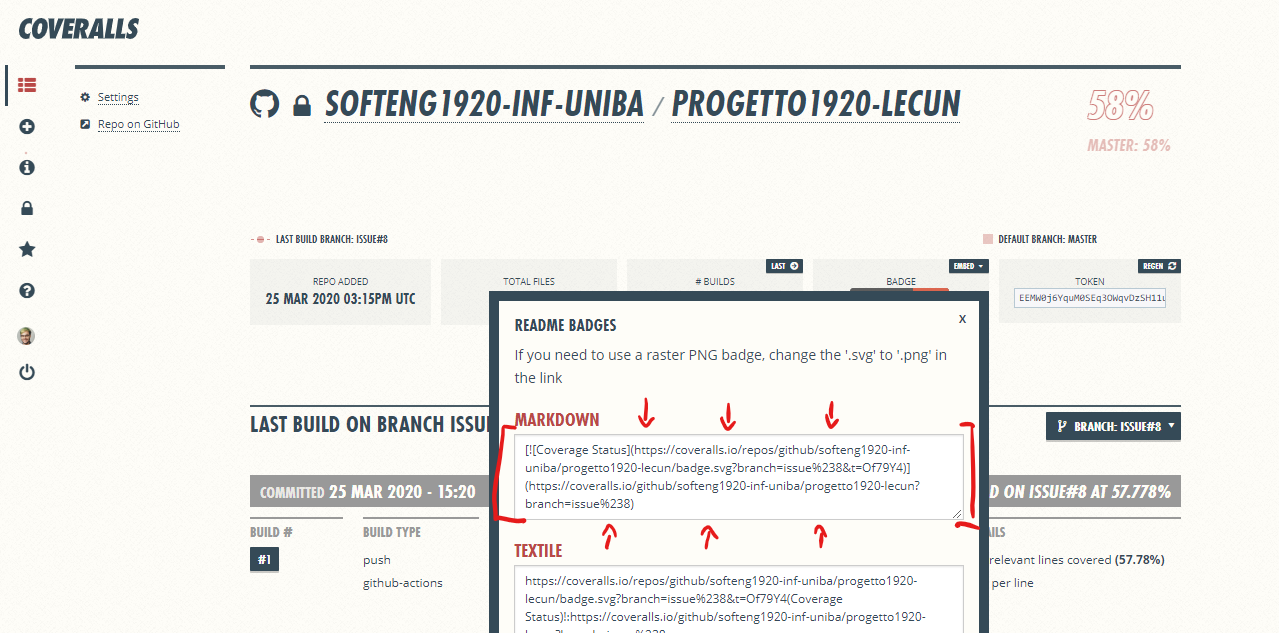 COVERALLS
Settings
Repo on GitHub
SOFTENG1920-INF-UNIBA / PROGETTO1920-LECUN
58%
MASTER: 58%
LAST BUILD BRANCH: ISSUE#8
DEFAULT BRANCH: MASTER
REPO ADDED
25 MAR 2020 03:15PM UTC
TOTAL FILES
LAST
# BUILDS
EMBED
BADGE
REGEN
TOKEN
EEMW0j6YquM0SEq3OWqvDzSH11u
README BADGES
x
If you need to use a raster PNG badge, change the '.svg' to '.png' in
the link
MARKDOWN
[![Coverage Status](https://coveralls.io/repos/github/softeng1920-inf-
uniba/progetto1920-lecun/badge.svg?branch=issue%238&t=Of79Y4)]
(https://coveralls.io/github/softeng1920-inf-uniba/progetto1920-lecun?
branch=issue%238)
TEXTILE
https://coveralls.io/repos/github/softeng1920-inf-uniba/progetto1920-
lecun/badge.svg?branch=issue%238&t=Of79Y4(Coverage
Status)!:https://coveralls.io/github/softeng1920-inf-uniba/progetto1920-
LAST BUILD ON BRANCH ISSU
BRANCH: ISSUE#8
COMMITTED 25 MAR 2020 - 15:20
D ON ISSUE#8 AT 57.778%
BUILD #
BUILD TYPE
AILS
#1
push
github-actions
relevant lines covered (57.78%)
per line